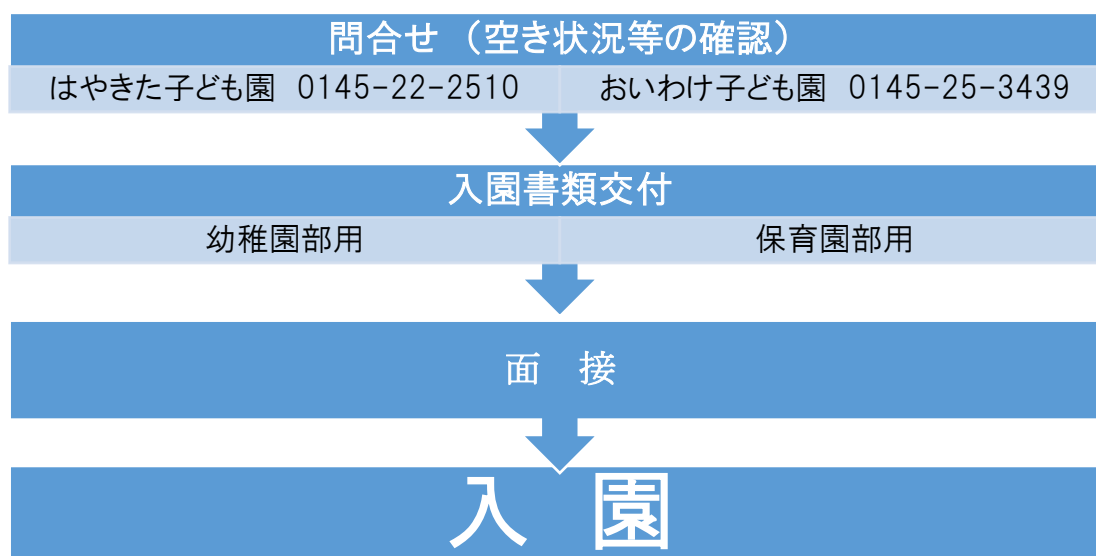 問合せ （空き状況等の確認）
はやきた子ども園 0145-22-2510
おいわけ子ども園 0145-25-3439
入園書類交付
幼稚園部用
保育園部用
面 接
入 園